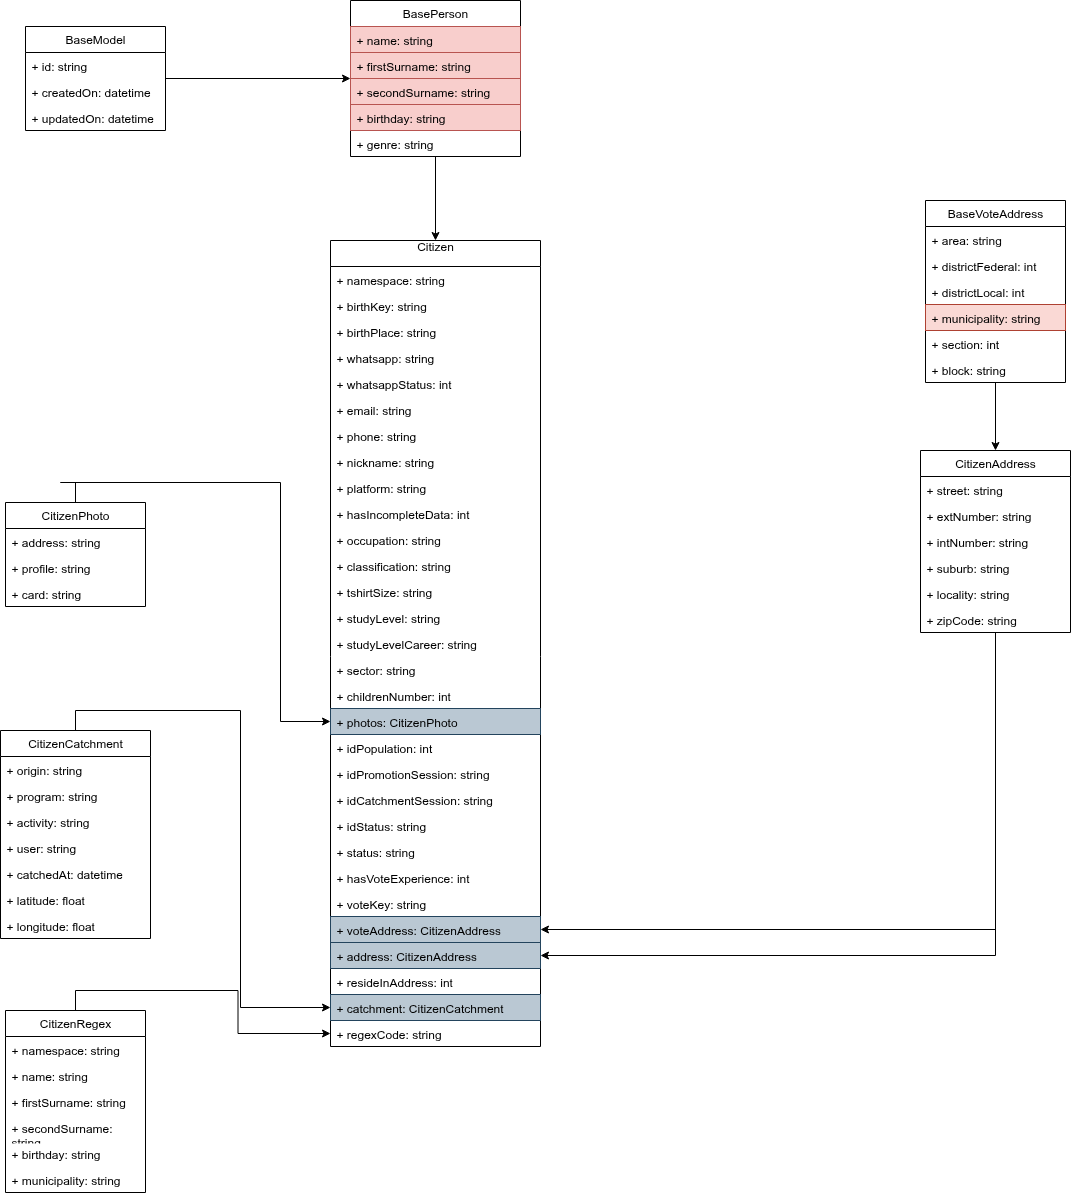 BaseModel
+ id: string
+ createdOn: datetime
+ updatedOn: datetime
BasePerson
+ name: string
+ firstSurname: string
+ secondSurname: string
+ birthday: string
+ genre: string
Citizen
+ namespace: string
+ birthKey: string
+ birthPlace: string
+ whatsapp: string
+ whatsappStatus: int
+ email: string
+ phone: string
+ nickname: string
+ platform: string
+ hasIncompleteData: int
+ occupation: string
+ classification: string
+ tshirtSize: string
+ studyLevel: string
+ studyLevelCareer: string
+ sector: string
+ childrenNumber: int
+ photos: CitizenPhoto
+ idPopulation: int
+ idPromotionSession: string
+ idCatchmentSession: string
+ idStatus: string
+ status: string
+ hasVoteExperience: int
+ voteKey: string
+ voteAddress: CitizenAddress
+ address: CitizenAddress
+ resideInAddress: int
+ catchment: CitizenCatchment
+ regexCode: string
BaseVoteAddress
+ area: string
+ districtFederal: int
+ districtLocal: int
+ municipality: string
+ section: int
+ block: string
CitizenAddress
+ street: string
+ extNumber: string
+ intNumber: string
+ suburb: string
+ locality: string
+ zipCode: string
CitizenPhoto
+ address: string
+ profile: string
+ card: string
CitizenCatchment
+ origin: string
+ program: string
+ activity: string
+ user: string
+ catchedAt: datetime
+ latitude: float
+ longitude: float
CitizenRegex
+ namespace: string
+ name: string
+ firstSurname: string
+ secondSurname:
string
+ birthday: string
+ municipality: string